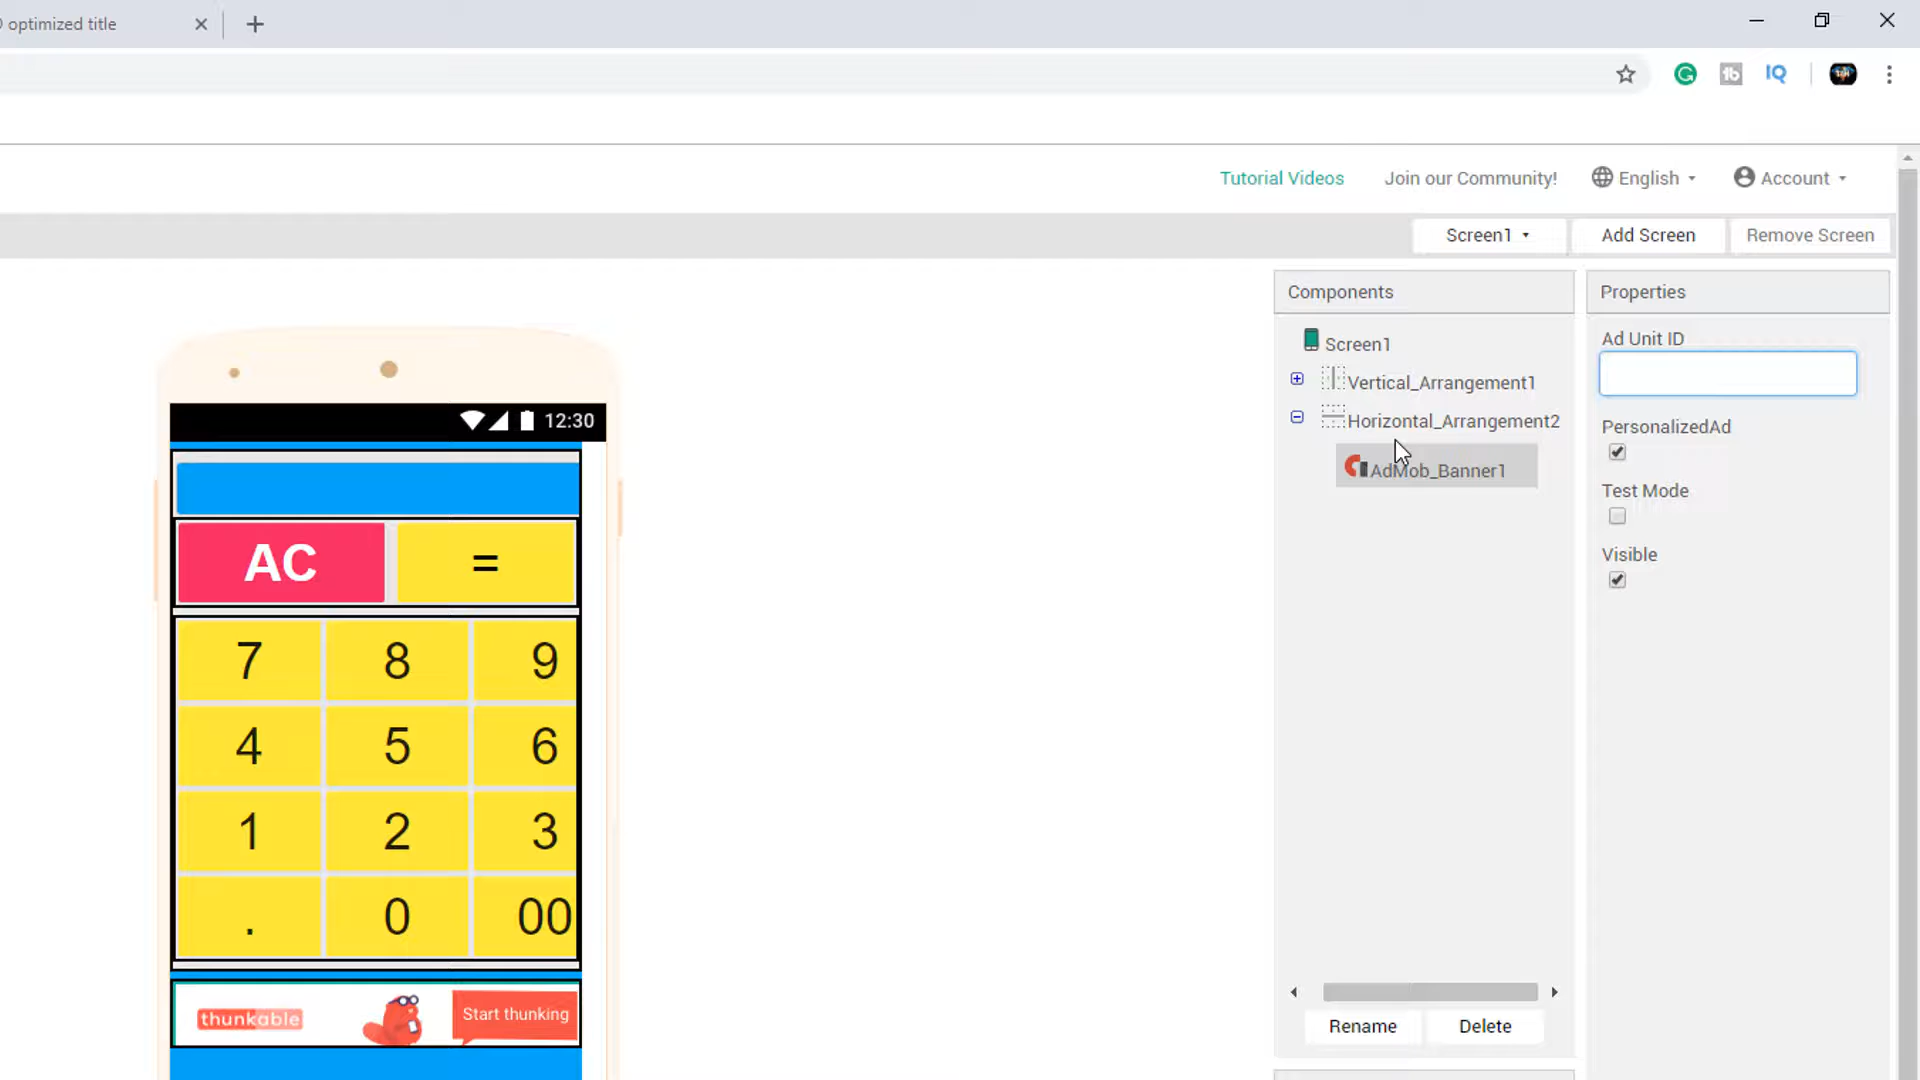 optimized title
IQ
Tutorial Videos
Join our Community!
English
Account
Screen1
Add Screen
Remove Screen
Components
Properties
Screen1
Vertical_Arrangement1
Horizontal_Arrangement2
AdMob_Banner1
Ad Unit ID
PersonalizedAd
Test Mode
Visible
12:30
AC
=
7 8 9
4 5 6
1 2 3
. 0 00
thunkable
Start thunking
Rename
Delete